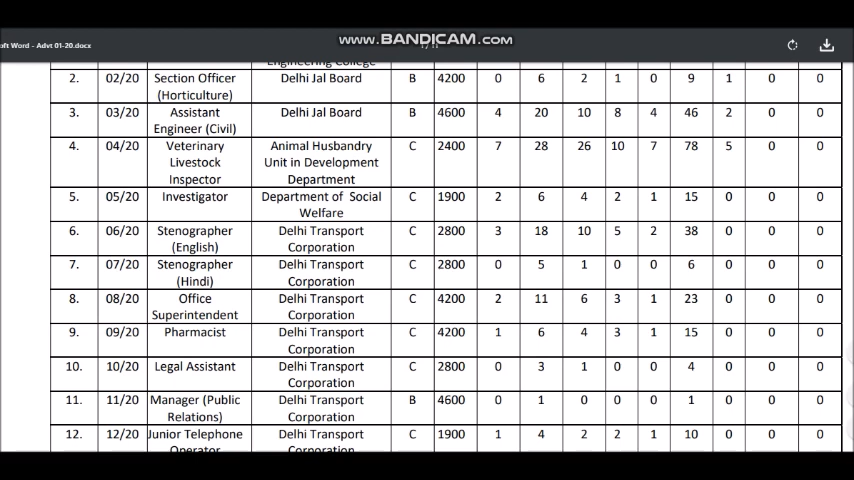 www.BANDICAM.com
oft Word - Advt 01-20.docx
Engineering College
2. 02/20 Section Officer Delhi Jal Board B 4200 0 6 2 1 0 9 1 0 0
(Horticulture)
3. 03/20 Assistant Delhi Jal Board B 4600 4 20 10 8 4 46 2 0 0
Engineer (Civil)
4. 04/20 Veterinary Animal Husbandry C 2400 7 28 26 10 7 78 5 0 0
Livestock Unit in Development
Inspector Department
5. 05/20 Investigator Department of Social C 1900 2 6 4 2 1 15 0 0 0
Welfare
6. 06/20 Stenographer Delhi Transport C 2800 3 18 10 5 2 38 0 0 0
(English) Corporation
7. 07/20 Stenographer Delhi Transport C 2800 0 5 1 0 0 6 0 0 0
(Hindi) Corporation
8. 08/20 Office Delhi Transport C 4200 2 11 6 3 1 23 0 0 0
Superintendent Corporation
9. 09/20 Pharmacist Delhi Transport C 4200 1 6 4 3 1 15 0 0 0
Corporation
10. 10/20 Legal Assistant Delhi Transport C 2800 0 3 1 0 0 4 0 0 0
Corporation
11. 11/20 Manager (Public Delhi Transport B 4600 0 1 0 0 0 1 0 0 0
Relations) Corporation
12. 12/20 Junior Telephone Delhi Transport C 1900 1 4 2 2 1 10 0 0 0
Operator Corporation